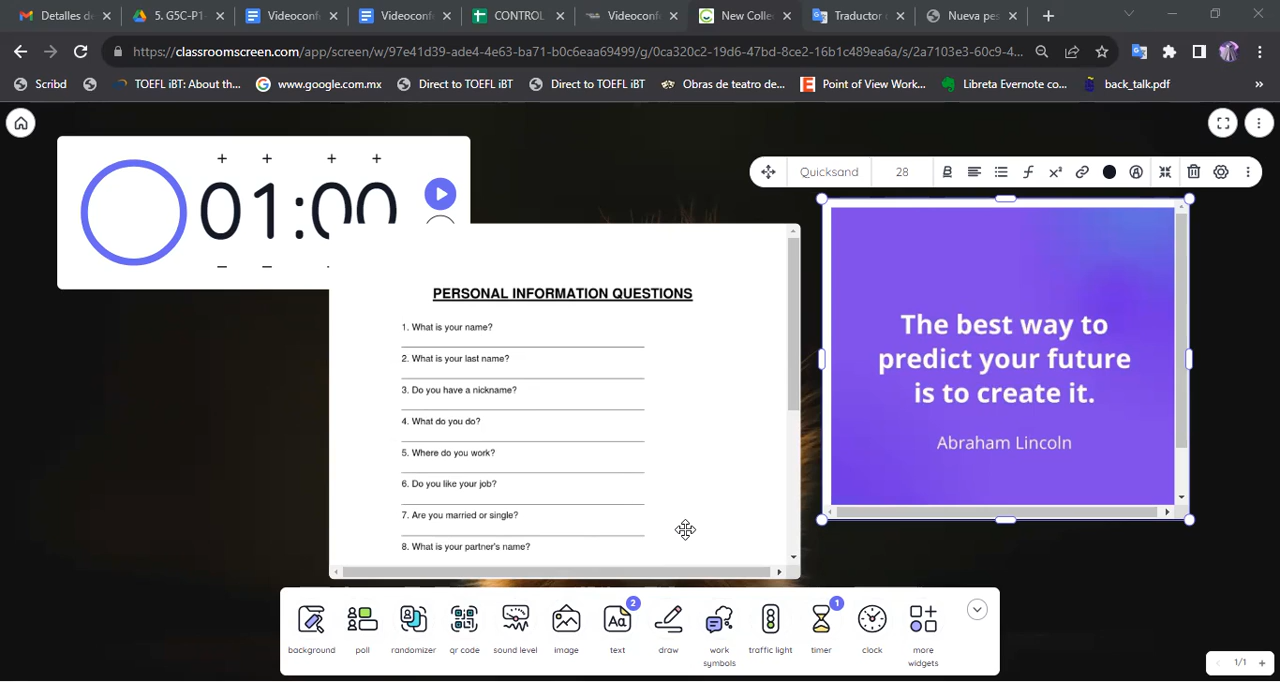 Detalles de
5. G5C-P1-
Videoconf
Videoconf
CONTROL
Videoconf
New Colle
Traductor
Nueva pes
https://classroomscreen.com/app/screen/w/97e41d39-ade4-4e63-ba71-b0c6eaa69499/g/0ca320c2-19d6-47bd-8ce2-16b1c489ea6a/s/2a7103e3-60c9-4...
Scribd
TOEFL iBT: About th...
www.google.com.mx
Direct to TOEFL iBT
Direct to TOEFL iBT
Obras de teatro de...
Point of View Work...
Libreta Evernote co...
back_talk.pdf
»
01:00
Quicksand
28
PERSONAL INFORMATION QUESTIONS
1. What is your name?
2. What is your last name?
3. Do you have a nickname?
4. What do you do?
5. Where do you work?
6. Do you like your job?
7. Are you married or single?
8. What is your partner's name?
The best way to
predict your future
is to create it.
Abraham Lincoln
background
poll
randomizer
qr code
sound level
image
2
text
draw
work
symbols
traffic light
1
timer
clock
more
widgets
1/1